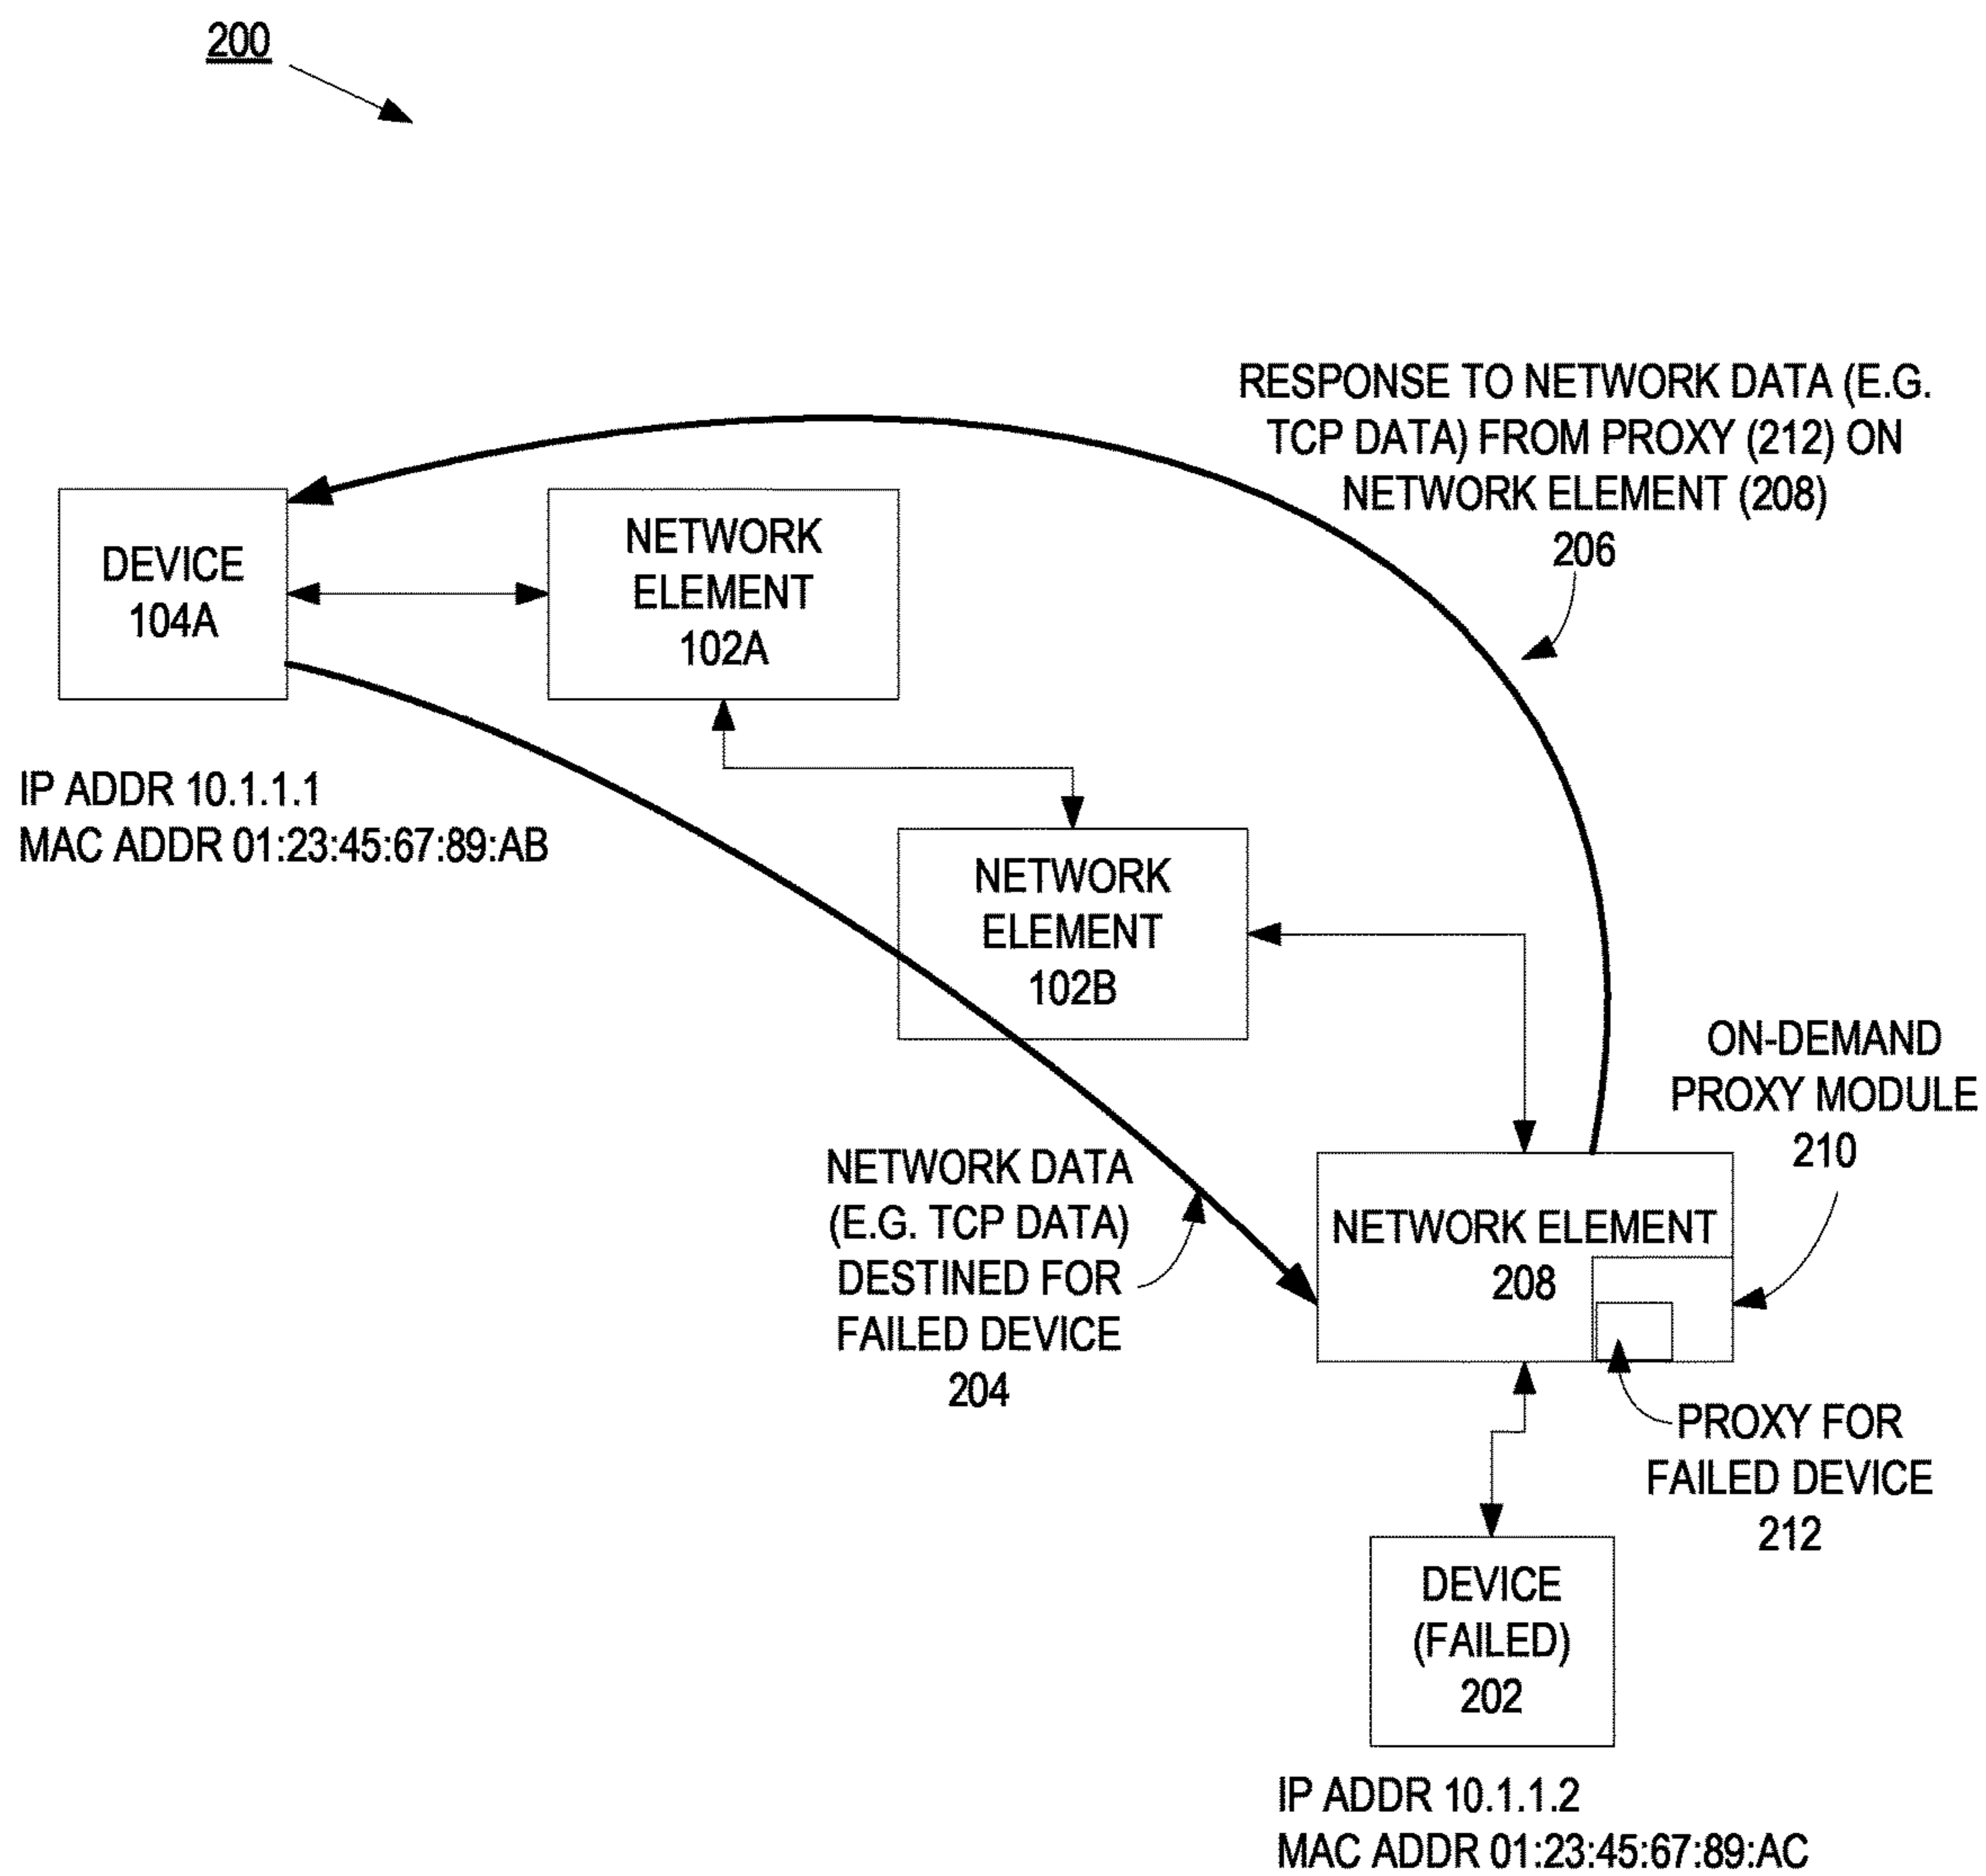 200
RESPONSE TO NETWORK DATA (E.G.
TCP DATA) FROM PROXY (212) ON
NETWORK ELEMENT (208)
206
DEVICE
104A
NETWORK
ELEMENT
102A
IP ADDR 10.1.1.1
MAC ADDR 01:23:45:67:89:AB
NETWORK
ELEMENT
102B
ON-DEMAND
PROXY MODULE
210
NETWORK DATA
(E.G. TCP DATA)
DESTINED FOR
FAILED DEVICE
204
NETWORK ELEMENT
208
PROXY FOR
FAILED DEVICE
212
DEVICE
(FAILED)
202
IP ADDR 10.1.1.2
MAC ADDR 01:23:45:67:89:AC